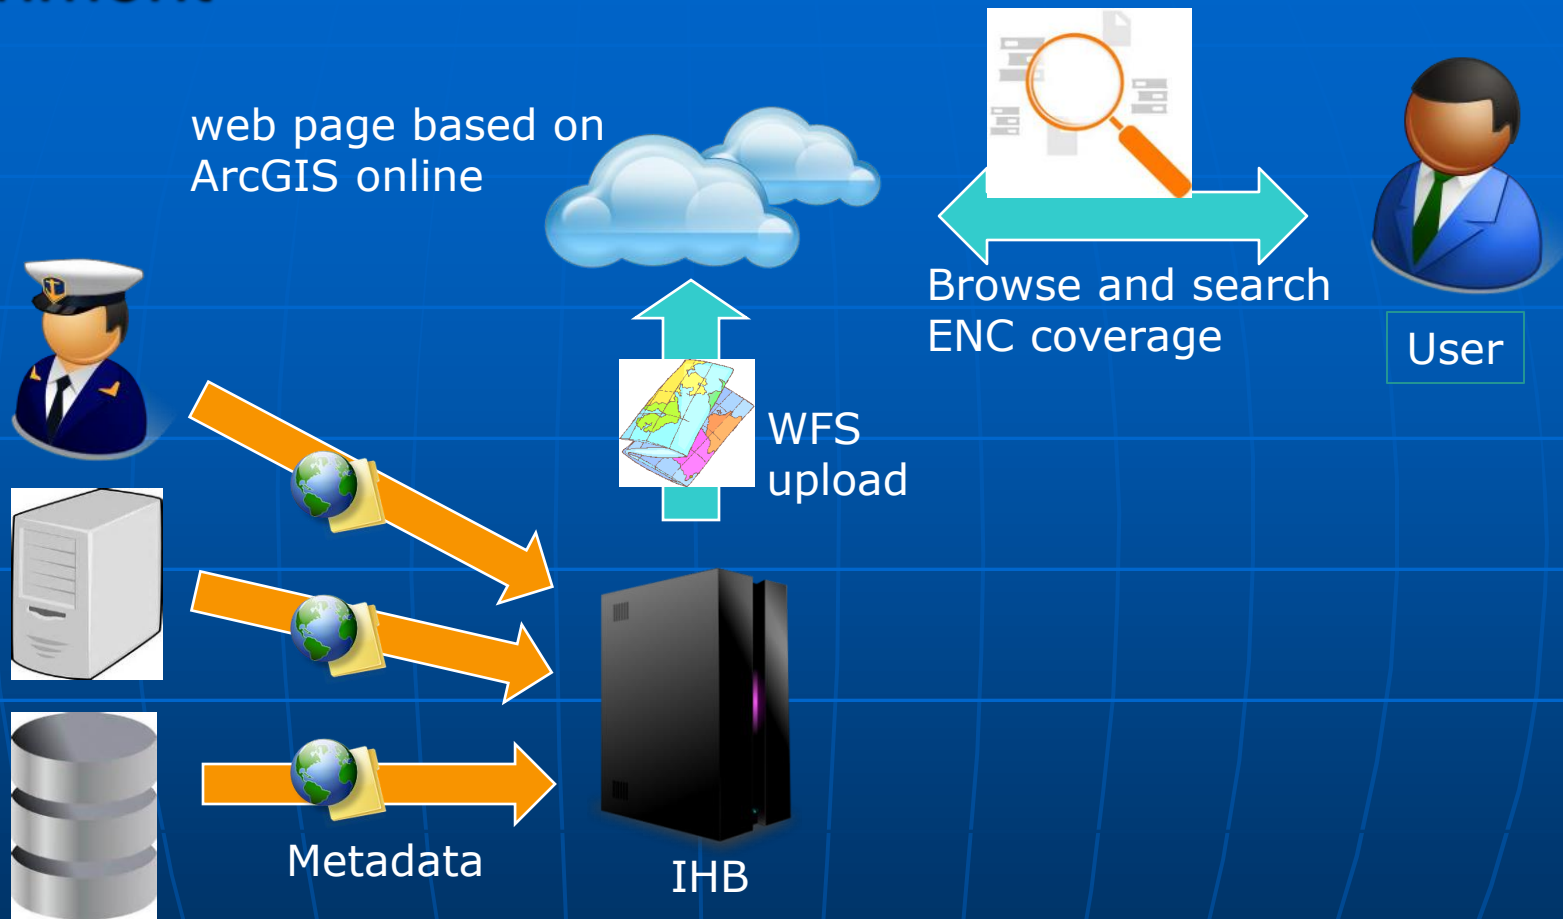 web page based on
ArcGIS online
Browse and search
ENC coverage
User
WFS
upload
Metadata
IHB